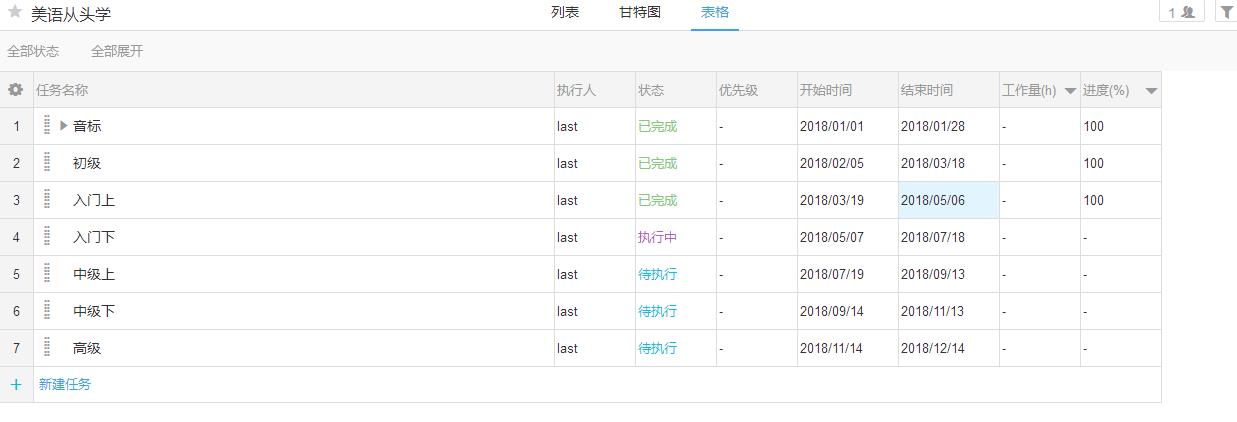 美语从头学 列表 甘特图 表格 1
全部状态 全部展开
任务名称 执行人 状态 优先级 开始时间 结束时间 工作量(h) 进度(%)
1 音标 last 已完成 - 2018/01/01 2018/01/28 - 100
2 初级 last 已完成 - 2018/02/05 2018/03/18 - 100
3 入门上 last 已完成 - 2018/03/19 2018/05/06 - 100
4 入门下 last 执行中 - 2018/05/07 2018/07/18 - -
5 中级上 last 待执行 - 2018/07/19 2018/09/13 - -
6 中级下 last 待执行 - 2018/09/14 2018/11/13 - -
7 高级 last 待执行 - 2018/11/14 2018/12/14 - -
+ 新建任务